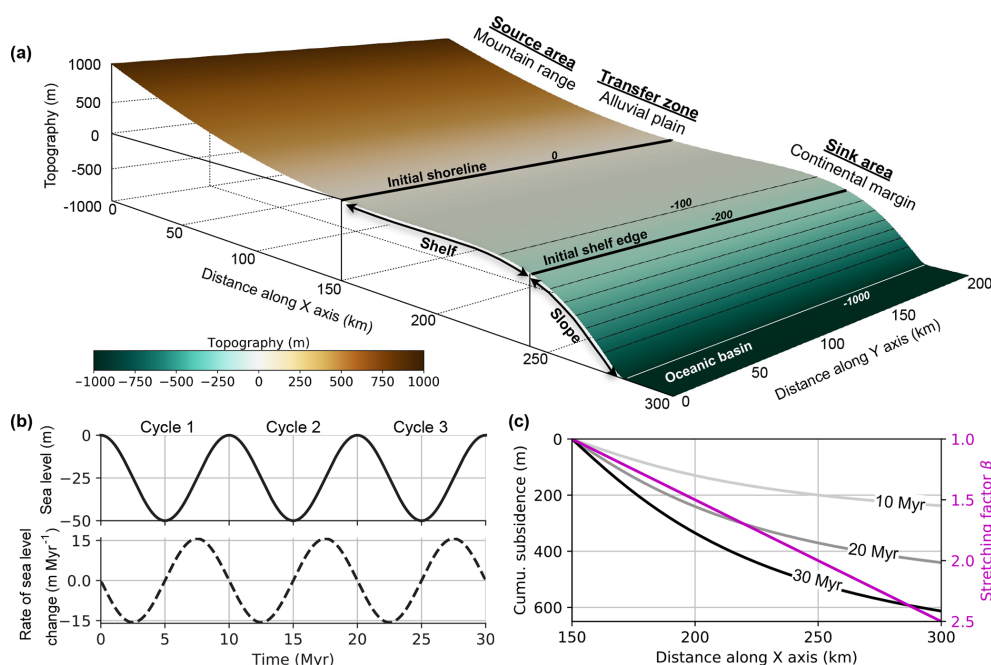 (a)
Source area
Mountain range
Transfer zone
Alluvial plain
Sink area
Continental margin
Topography (m)
1000
500
0
-500
-1000
Initial shoreline
0
-100
-200
Initial shelf edge
Shelf
Slope
-1000
Oceanic basin
0
50
100
150
200
250
300
Distance along X axis (km)
0
50
100
150
200
Distance along Y axis (km)
Topography (m)
−1000 −750 −500 −250 0 250 500 750 1000
(b)
Cycle 1 Cycle 2 Cycle 3
Sea level (m)
0
−25
−50
Rate of sea level
change (m Myr⁻¹)
15
0.0
−15
0 5 10 15 20 25 30
Time (Myr)
(c)
Cumu. subsidence (m)
0
200
400
600
10 Myr
20 Myr
30 Myr
1.0
1.5
2.0
2.5
Stretching factor β
150 200 250 300
Distance along X axis (km)